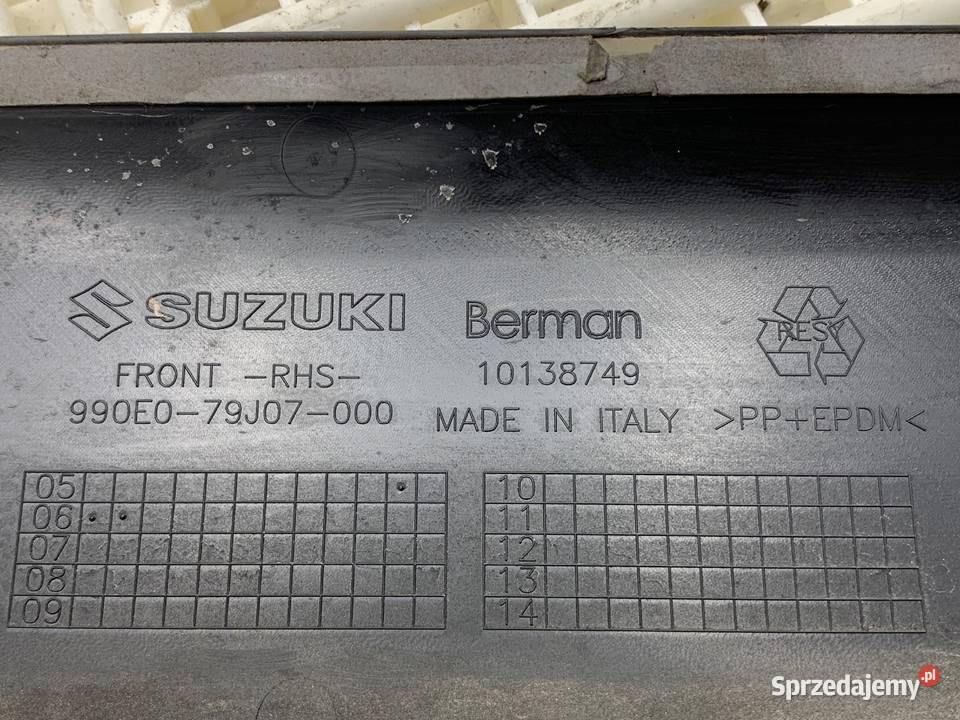 SUZUKI
FRONT -RHS-
990E0-79J07-000
Berman
10138749
MADE IN ITALY
RESY
>PP+EPDM<
05
06
07
08
09
10
11
12
13
14
Sprzedajemy.pl